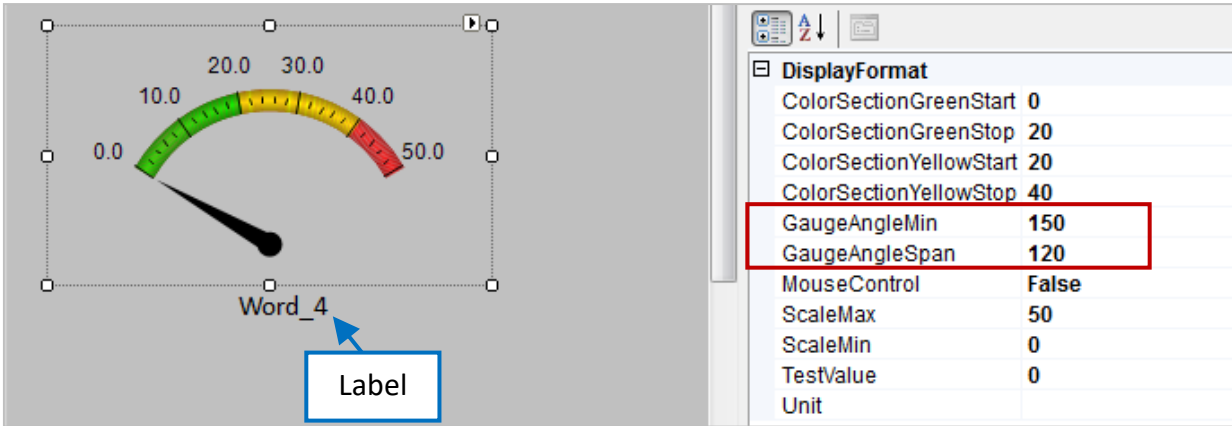 20.0 30.0
10.0 40.0
0.0 50.0
Word_4
Label
A
Z
DisplayFormat
ColorSectionGreenStart 0
ColorSectionGreenStop 20
ColorSectionYellowStart 20
ColorSectionYellowStop 40
GaugeAngleMin 150
GaugeAngleSpan 120
MouseControl False
ScaleMax 50
ScaleMin 0
TestValue 0
Unit